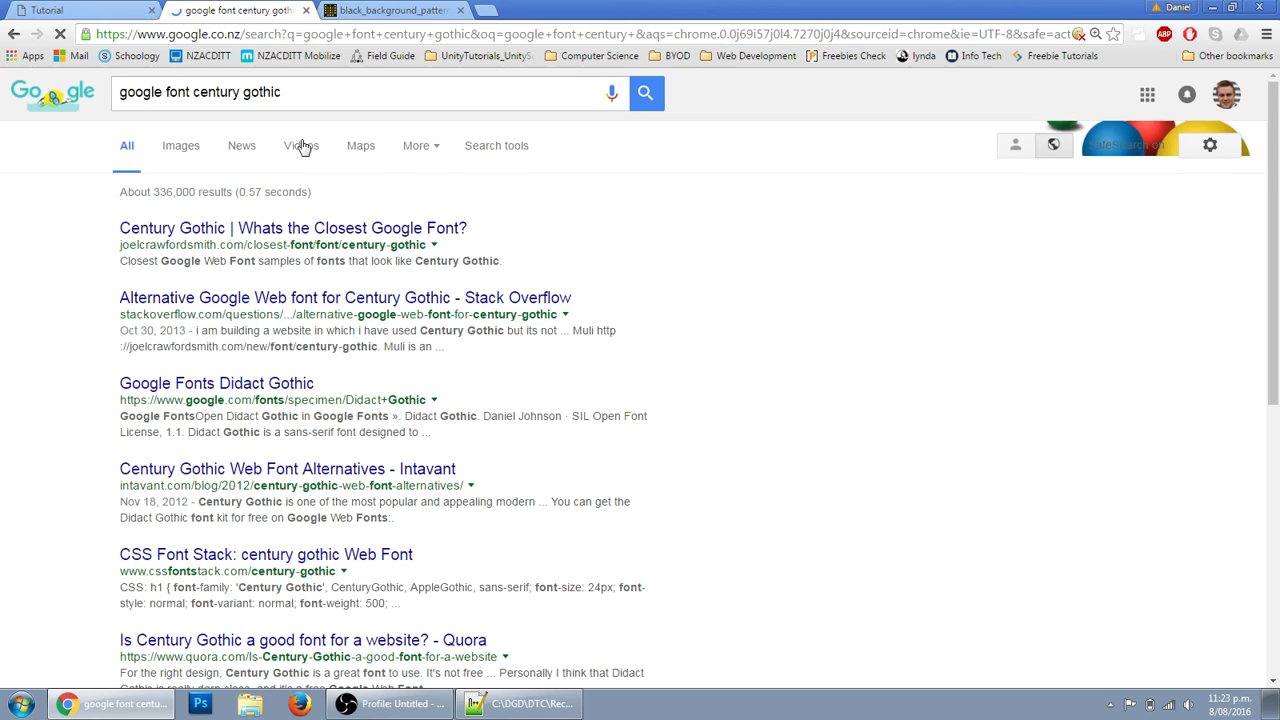 Tutorial
google font century goth
black_background_pattern
Daniel
https://www.google.co.nz/search?q=google+font+century+gothic&oq=google+font+century+&aqs=chrome.0.0j69i57j0l4.7270j0j4&sourceid=chrome&ie=UTF-8&safe=act
Apps Mail Schoology NZACDITT NZACDITT Mobilize Field Guide UnityTutorials_UnitySc Computer Science BYOD Web Development Freebies Check lynda Info Tech Freebie Tutorials Other bookmarks
Google
google font century gothic
All Images News Videos Maps More Search tools
SafeSearch on
About 336,000 results (0.57 seconds)
Century Gothic | Whats the Closest Google Font?
joelcrawfordsmith.com/closest-font/font/century-gothic
Closest Google Web Font samples of fonts that look like Century Gothic.
Alternative Google Web font for Century Gothic - Stack Overflow
stackoverflow.com/questions/.../alternative-google-web-font-for-century-gothic
Oct 30, 2013 - i am building a website in which i have used Century Gothic but its not ... Muli http
://joelcrawfordsmith.com/new/font/century-gothic. Muli is an ...
Google Fonts Didact Gothic
https://www.google.com/fonts/specimen/Didact+Gothic
Google FontsOpen Didact Gothic in Google Fonts ». Didact Gothic. Daniel Johnson · SIL Open Font
License, 1.1. Didact Gothic is a sans-serif font designed to ...
Century Gothic Web Font Alternatives - Intavant
intavant.com/blog/2012/century-gothic-web-font-alternatives/
Nov 18, 2012 - Century Gothic is one of the most popular and appealing modern ... You can get the
Didact Gothic font kit for free on Google Web Fonts:.
CSS Font Stack: century gothic Web Font
www.cssfontstack.com/century-gothic
CSS: h1 { font-family: 'Century Gothic', CenturyGothic, AppleGothic, sans-serif; font-size: 24px; font-
style: normal; font-variant: normal; font-weight: 500; ...
Is Century Gothic a good font for a website? - Quora
https://www.quora.com/Is-Century-Gothic-a-good-font-for-a-website
For the right design, Century Gothic is a great font to use. It's not free ... Personally I think that Didact
google font centu...
Ps
Profile: Untitled - ...
C:\DGD\DTC\Rec...
11:23 p.m.
8/08/2016